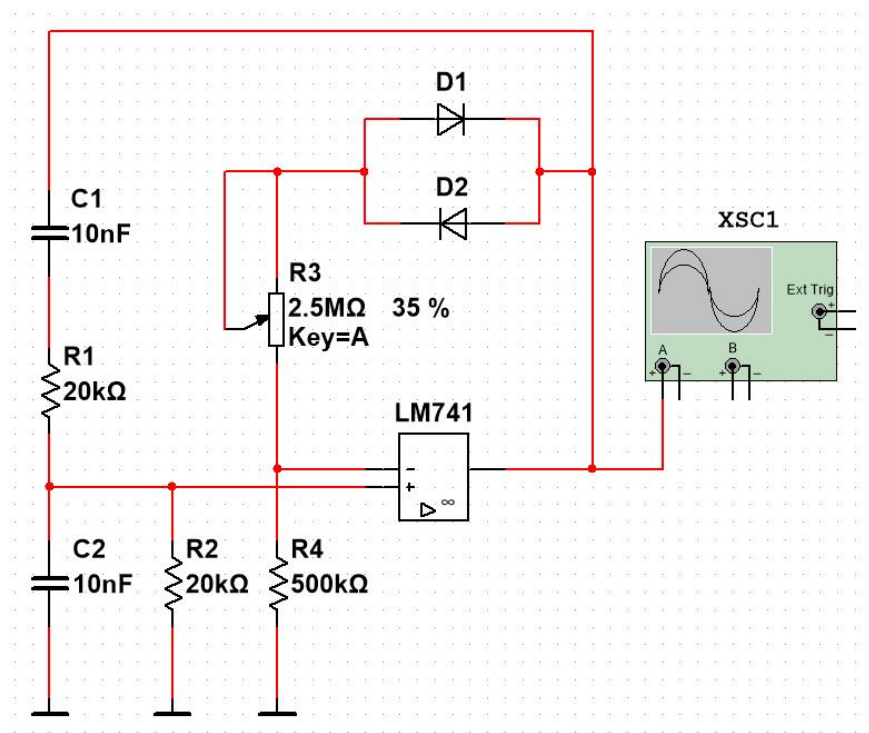 D1
D2
C1
10nF
XSC1
Ext Trig
+
−
R3
2.5MΩ 35 %
Key=A
A
B
+ − + −
R1
20kΩ
LM741
−
+
∞
C2
10nF
R2
20kΩ
R4
500kΩ